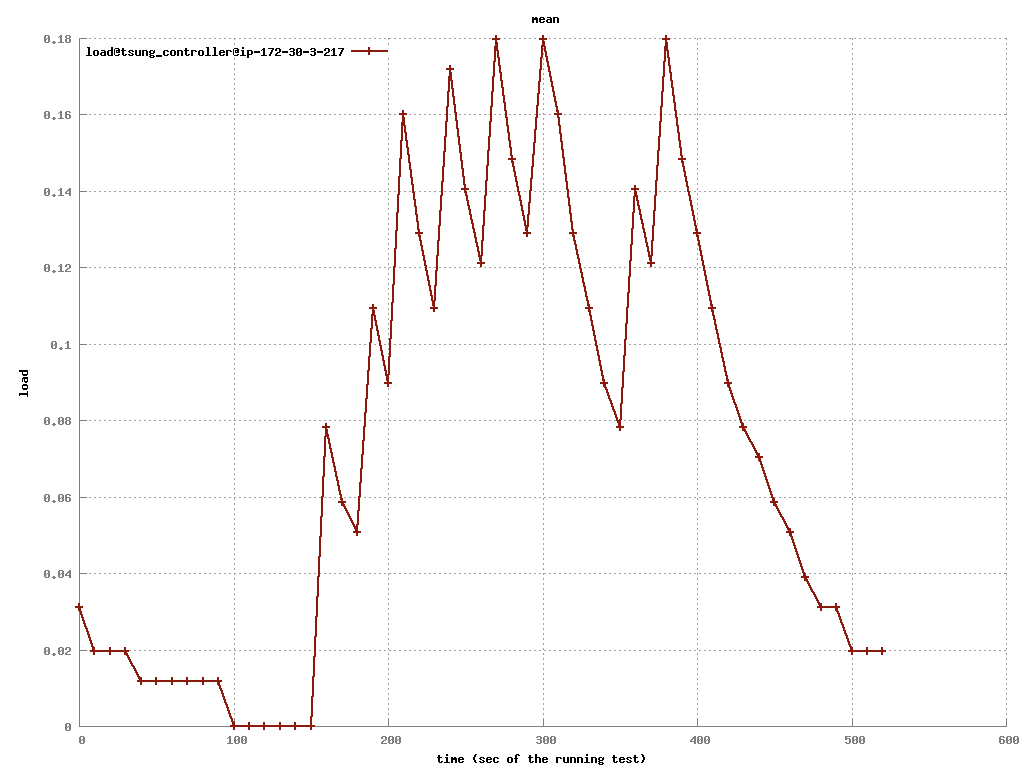 mean
load@tsung_controller@ip-172-30-3-217
0.18
0.16
0.14
0.12
0.1
0.08
0.06
0.04
0.02
0
load
0 100 200 300 400 500 600
time (sec of the running test)